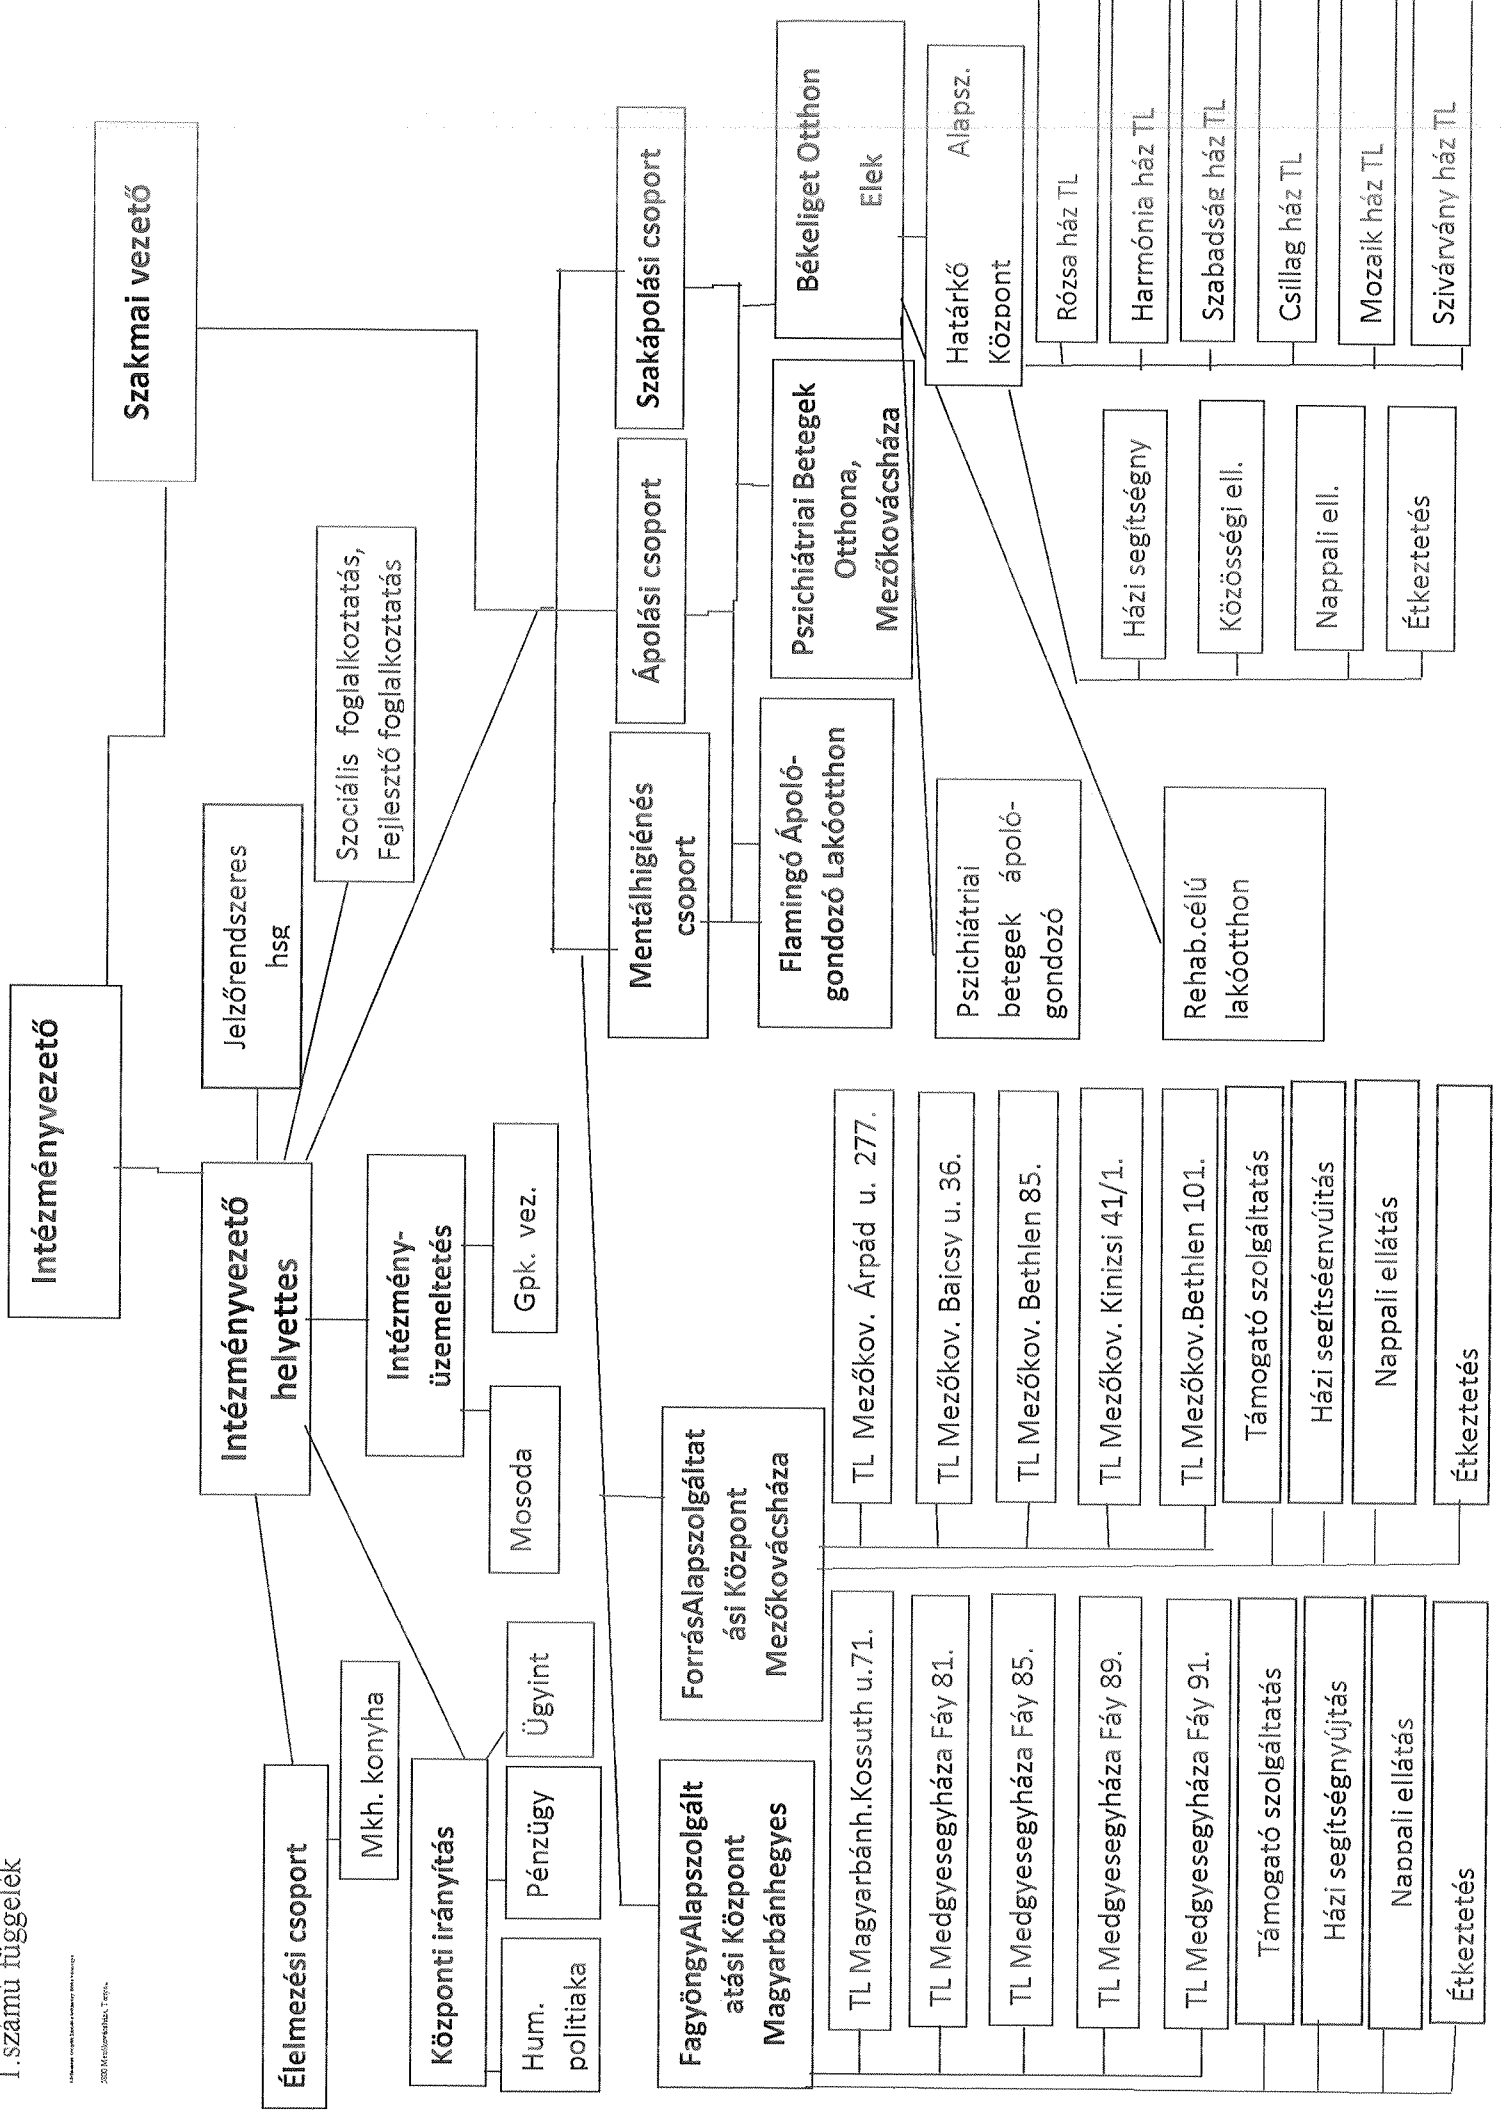 1.számú függelék
Intézményvezető
Szakmai vezető
Intézményvezető
helyettes
Jelzőrendszeres
hsg
Szociális foglalkoztatás,
Fejlesztő foglalkoztatás
Élelmezési csoport
Mkh. konyha
Központi irányítás
Hum.
politiaka
Pénzügy
Ügyint
Intézmény-
üzemeltetés
Mosoda
Gpk. vez.
Mentálhigiénés
csoport
Ápolási csoport
Szakápolási csoport
FagyöngyAlapszolgált
atási Központ
Magyarbánhegyes
ForrásAlapszolgáltat
ási Központ
Mezőkovácsháza
Flamingó Ápoló-
gondozó Lakóotthon
Pszichiátriai Betegek
Otthona,
Mezőkovácsháza
Békeliget Otthon
Elek
TL Magyarbánh.Kossuth u.71.
TL Medgyesegyháza Fáy 81.
TL Medgyesegyháza Fáy 85.
TL Medgyesegyháza Fáy 89.
TL Medgyesegyháza Fáy 91.
Támogató szolgáltatás
Házi segítségnyújtás
Nappali ellátás
Étkeztetés
TL Mezőkov. Árpád u. 277.
TL Mezőkov. Bajcsy u. 36.
TL Mezőkov. Bethlen 85.
TL Mezőkov. Kinizsi 41/1.
TL Mezőkov.Bethlen 101.
Támogató szolgáltatás
Házi segítségnyújtás
Nappali ellátás
Étkeztetés
Pszichiátriai
betegek ápoló-
gondozó
Rehab.célú
lakóotthon
Határkő Alapsz.
Központ
Házi segítségny
Közösségi ell.
Nappali ell.
Étkeztetés
Rózsa ház TL
Harmónia ház TL
Szabadság ház TL
Csillag ház TL
Mozaik ház TL
Szivárvány ház TL